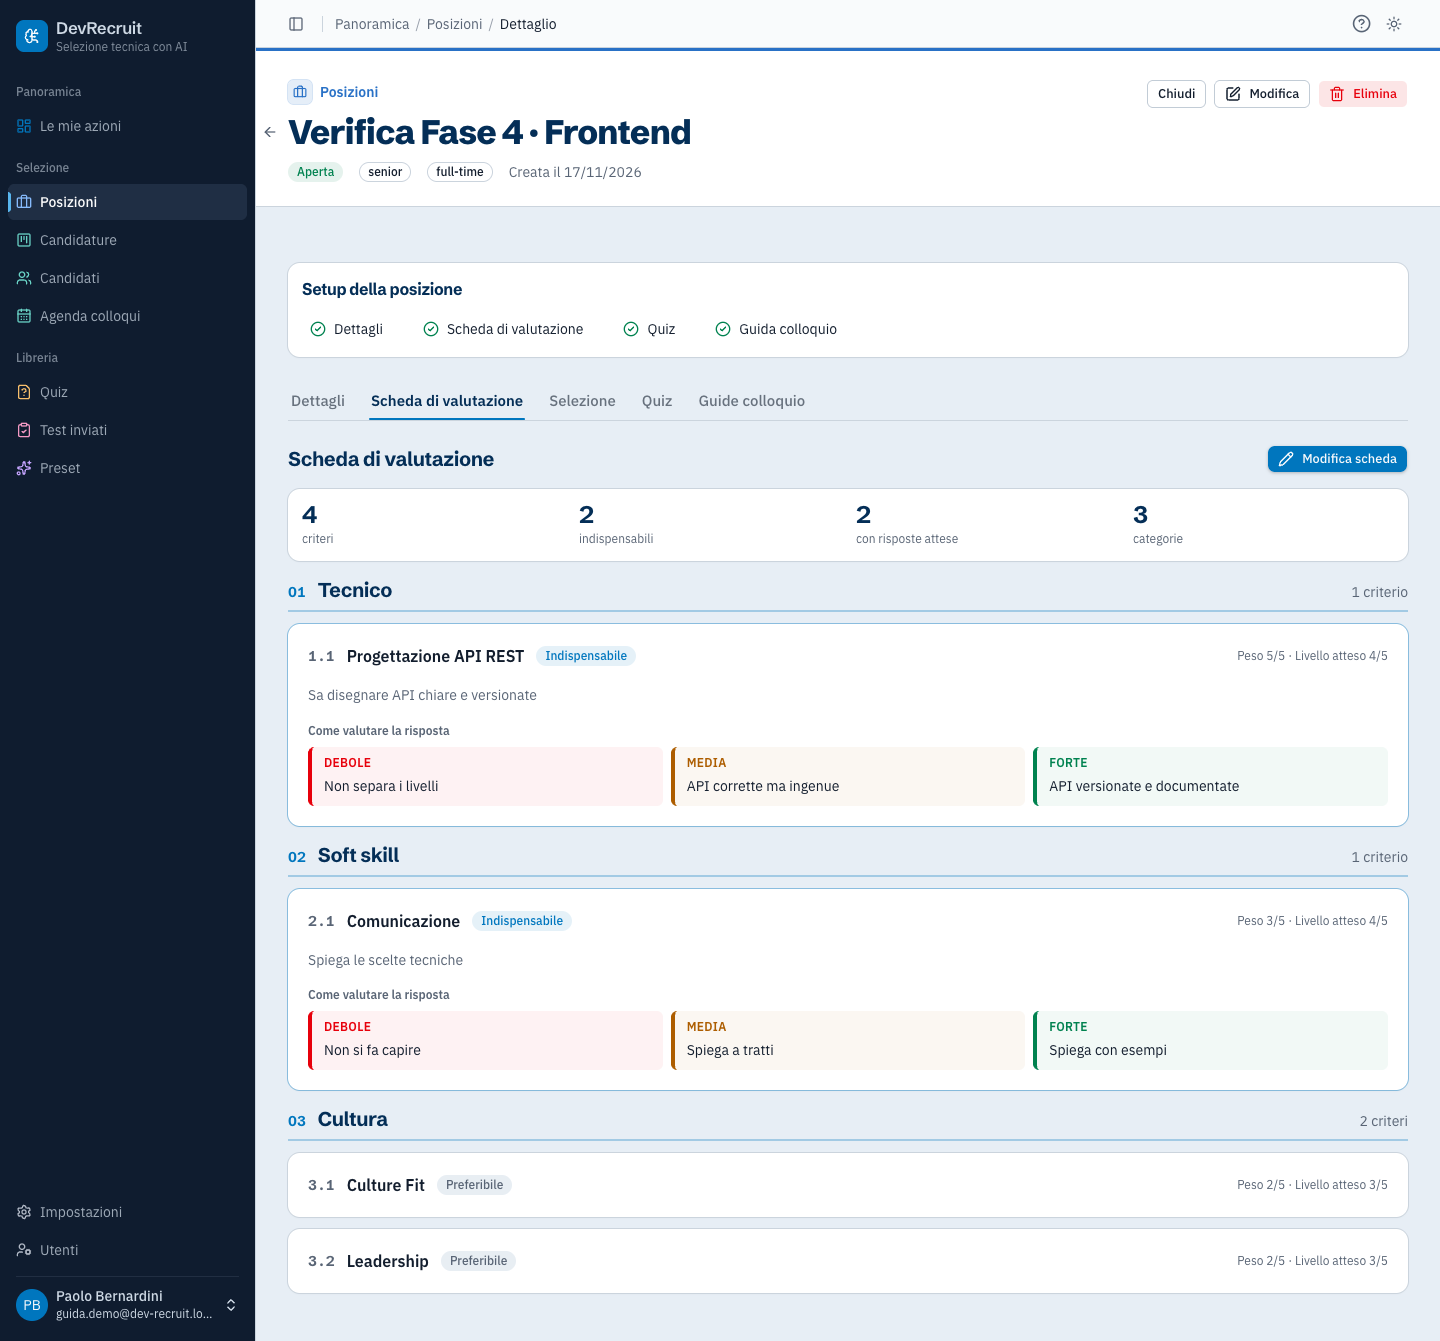 DevRecruit
Selezione tecnica con AI
Panoramica
Le mie azioni
Selezione
Posizioni
Candidature
Candidati
Agenda colloqui
Libreria
Quiz
Test inviati
Preset
Impostazioni
Utenti
PB
Paolo Bernardini
guida.demo@dev-recruit.lo...
Panoramica / Posizioni / Dettaglio
Posizioni
Chiudi
Modifica
Elimina
Verifica Fase 4 · Frontend
Aperta senior full-time Creata il 17/11/2026
Setup della posizione
Dettagli Scheda di valutazione Quiz Guida colloquio
Dettagli Scheda di valutazione Selezione Quiz Guide colloquio
Scheda di valutazione
Modifica scheda
4 2 2 3
criteri indispensabili con risposte attese categorie
01 Tecnico 1 criterio
1.1 Progettazione API REST Indispensabile Peso 5/5 · Livello atteso 4/5
Sa disegnare API chiare e versionate
Come valutare la risposta
DEBOLE MEDIA FORTE
Non separa i livelli API corrette ma ingenue API versionate e documentate
02 Soft skill 1 criterio
2.1 Comunicazione Indispensabile Peso 3/5 · Livello atteso 4/5
Spiega le scelte tecniche
Come valutare la risposta
DEBOLE MEDIA FORTE
Non si fa capire Spiega a tratti Spiega con esempi
03 Cultura 2 criteri
3.1 Culture Fit Preferibile Peso 2/5 · Livello atteso 3/5
3.2 Leadership Preferibile Peso 2/5 · Livello atteso 3/5